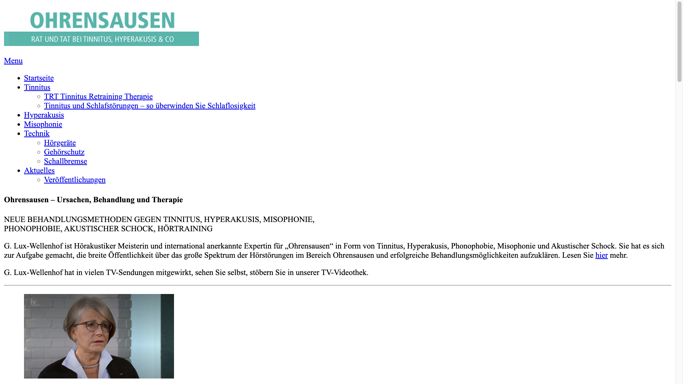 OHRENSAUSEN
RAT UND TAT BEI TINNITUS, HYPERAKUSIS & CO
Menu
Startseite
Tinnitus
TRT Tinnitus Retraining Therapie
Tinnitus und Schlafstörungen – so überwinden Sie Schlaflosigkeit
Hyperakusis
Misophonie
Technik
Hörgeräte
Gehörschutz
Schallbremse
Aktuelles
Veröffentlichungen
Ohrensausen – Ursachen, Behandlung und Therapie
NEUE BEHANDLUNGSMETHODEN GEGEN TINNITUS, HYPERAKUSIS, MISOPHONIE,
PHONOPHOBIE, AKUSTISCHER SCHOCK, HÖRTRAINING
G. Lux-Wellenhof ist Hörakustiker Meisterin und international anerkannte Expertin für „Ohrensausen“ in Form von Tinnitus, Hyperakusis, Phonophobie, Misophonie und Akustischer Schock. Sie hat es sich
zur Aufgabe gemacht, die breite Öffentlichkeit über das große Spektrum der Hörstörungen im Bereich Ohrensausen und erfolgreiche Behandlungsmöglichkeiten aufzuklären. Lesen Sie hier mehr.
G. Lux-Wellenhof hat in vielen TV-Sendungen mitgewirkt, sehen Sie selbst, stöbern Sie in unserer TV-Videothek.